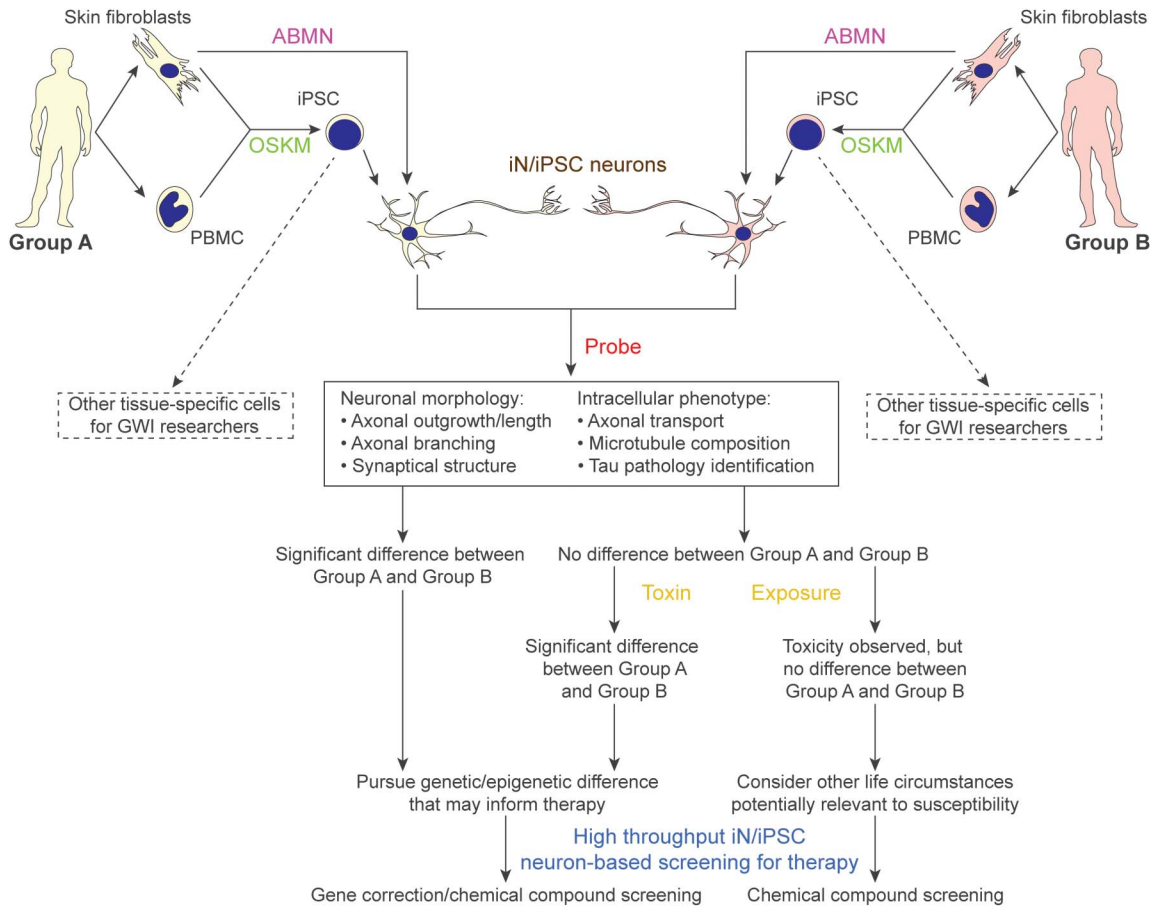 Skin fibroblasts
ABMN
iPSC
OSKM
PBMC
Group A
iN/iPSC neurons
Skin fibroblasts
ABMN
iPSC
OSKM
PBMC
Group B
Probe
Other tissue-specific cells
for GWI researchers
Neuronal morphology:
• Axonal outgrowth/length
• Axonal branching
• Synaptical structure
Intracellular phenotype:
• Axonal transport
• Microtubule composition
• Tau pathology identification
Other tissue-specific cells
for GWI researchers
Significant difference between
Group A and Group B
No difference between Group A and Group B
Toxin Exposure
Significant difference
between Group A
and Group B
Toxicity observed, but
no difference between
Group A and Group B
Pursue genetic/epigenetic difference
that may inform therapy
Consider other life circumstances
potentially relevant to susceptibility
High throughput iN/iPSC
neuron-based screening for therapy
Gene correction/chemical compound screening
Chemical compound screening